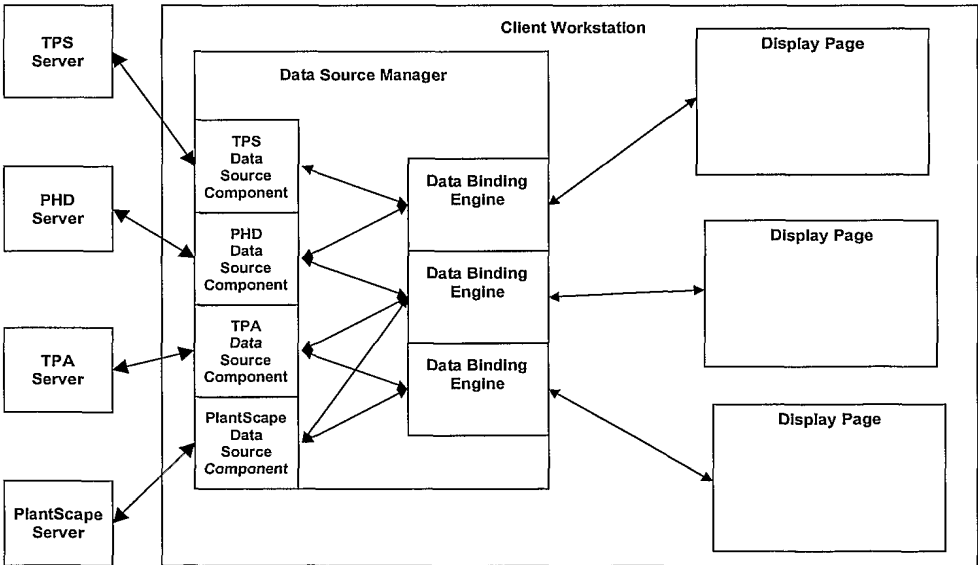 TPS
Server
PHD
Server
TPA
Server
PlantScape
Server
Client Workstation
Data Source Manager
TPS
Data
Source
Component
PHD
Data
Source
Component
TPA
Data
Source
Component
PlantScape
Data
Source
Component
Data Binding
Engine
Data Binding
Engine
Data Binding
Engine
Display Page
Display Page
Display Page